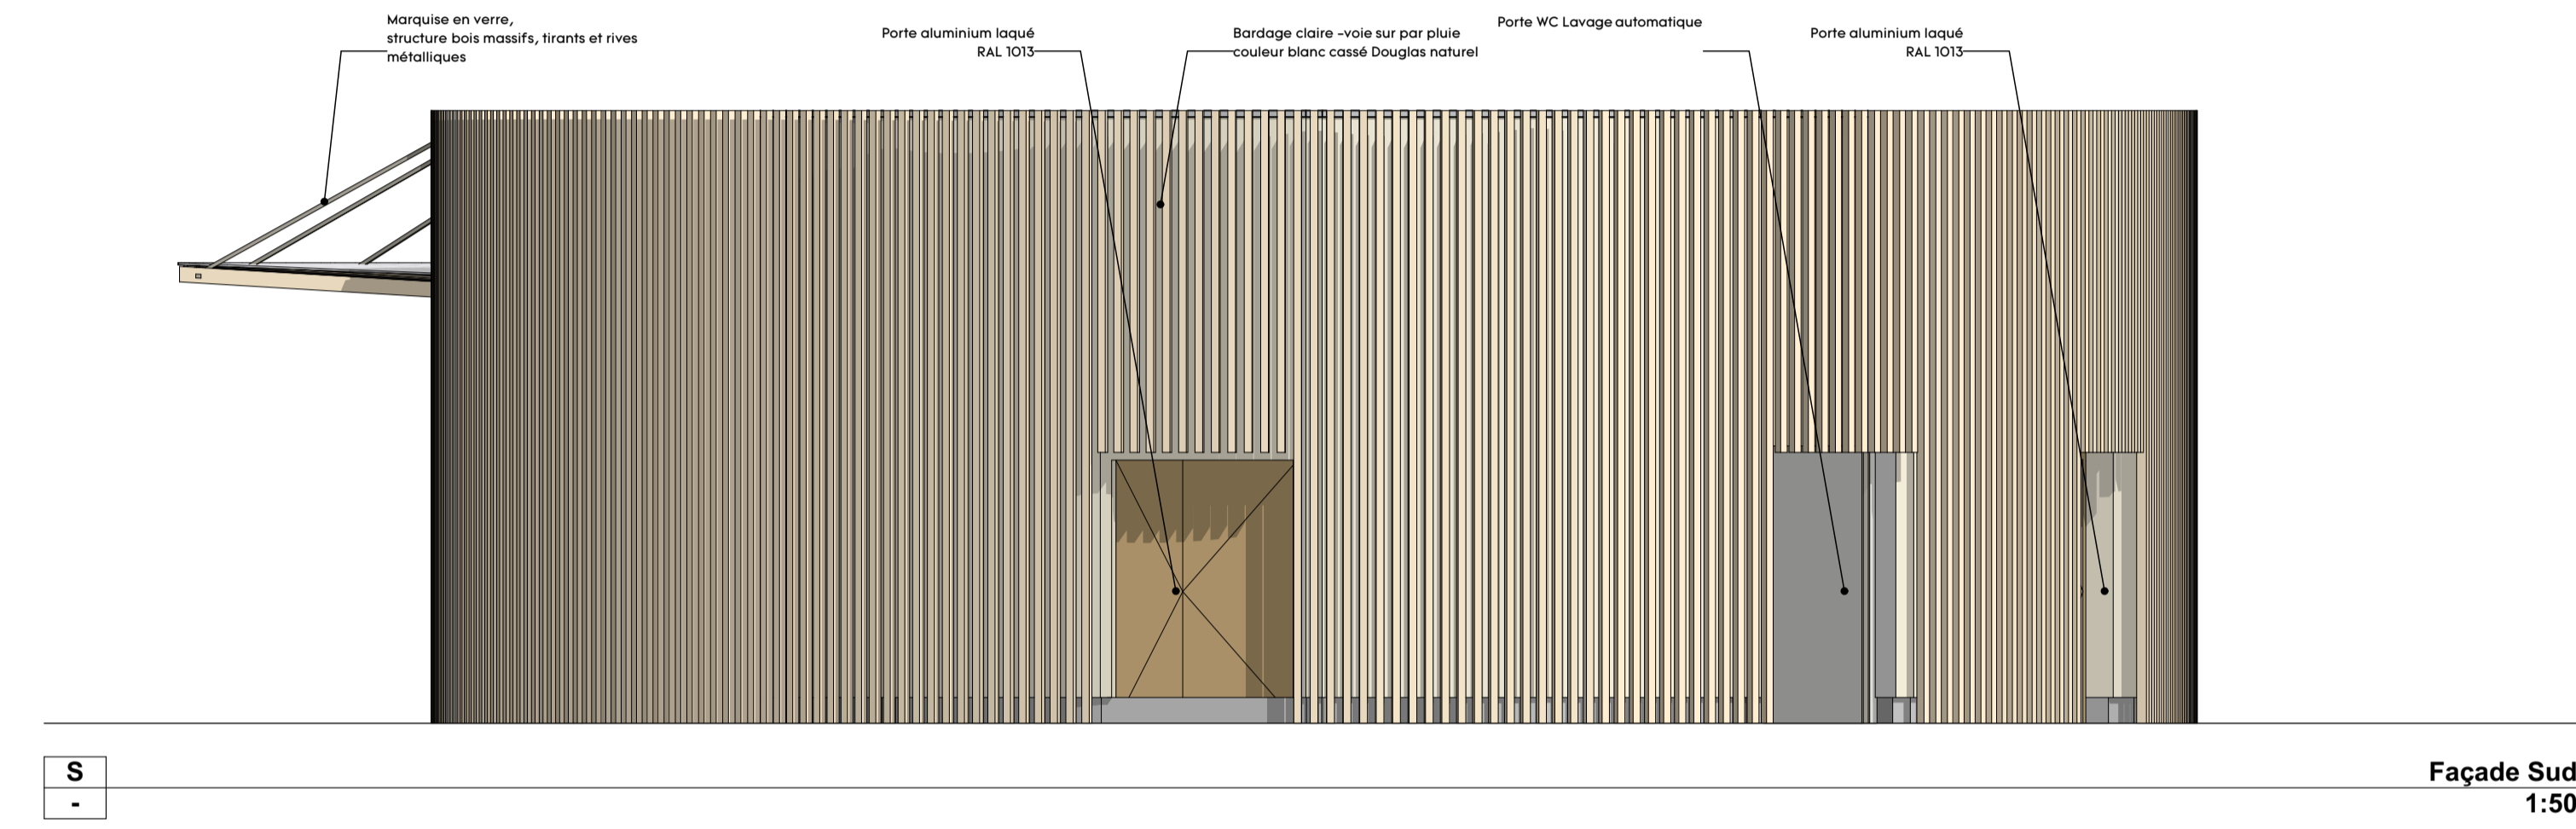 Marquise en verre,
structure bois massifs, tirants et rives
métalliques
Porte aluminium laqué
RAL 1013
Bardage claire -voie sur par pluie
couleur blanc cassé Douglas naturel
Porte WC Lavage automatique
Porte aluminium laqué
RAL 1013
S
-
Façade Sud
1:50